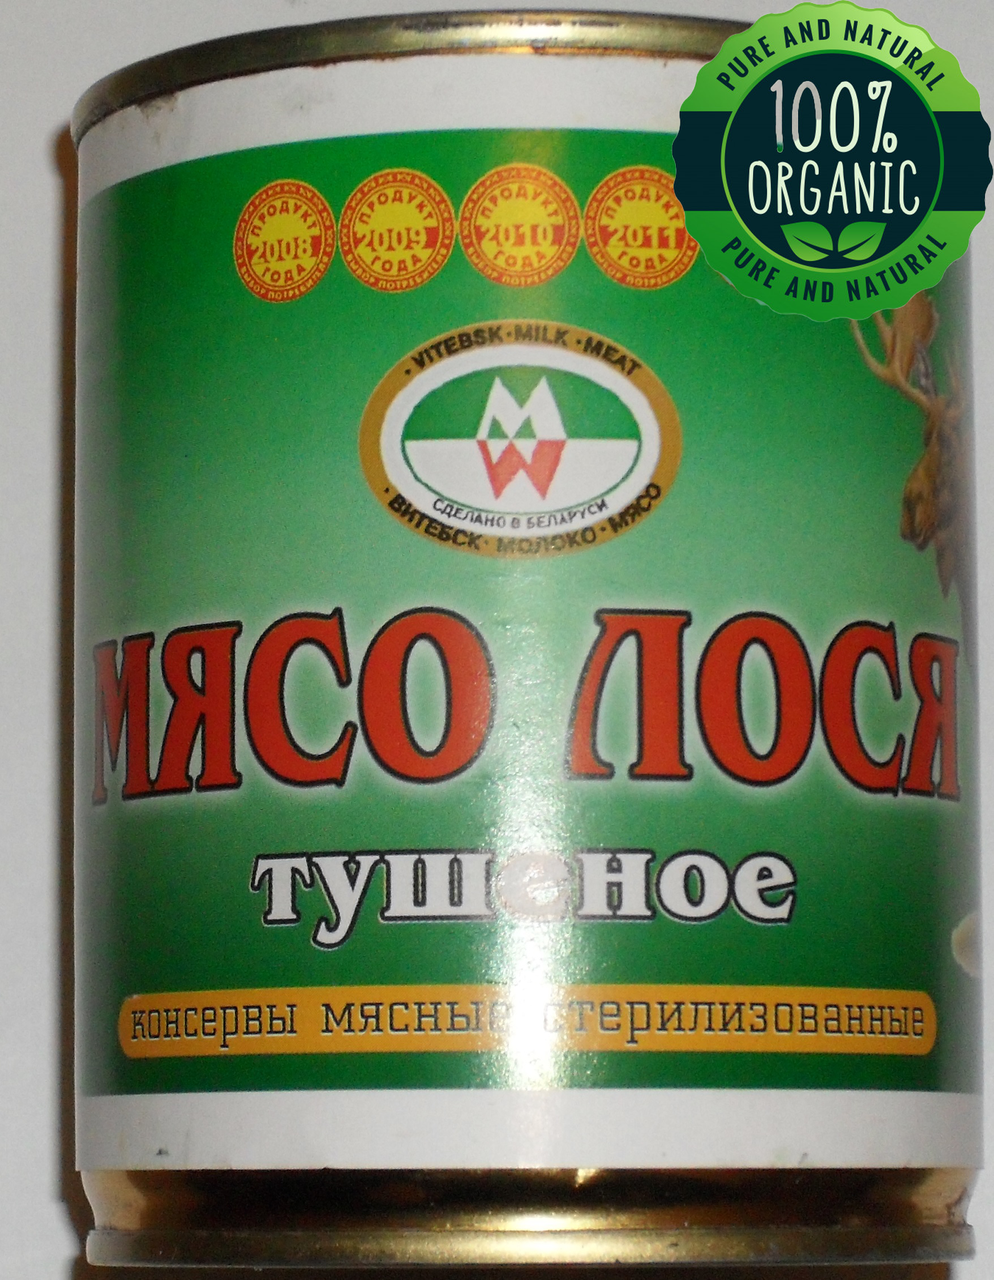 PURE AND NATURAL
100%
ORGANIC
PURE AND NATURAL
ПРОДУКТ
2008
ГОДА
ПРОДУКТ
2009
ГОДА
ПРОДУКТ
2010
ГОДА
ПРОДУКТ
2011
ГОДА
· VITEBSK · MILK · MEAT
MW
СДЕЛАНО В БЕЛАРУСИ
· ВИТЕБСК · МОЛОКО · МЯСО
МЯСО ЛОСЯ
тушеное
консервы мясные стерилизованные